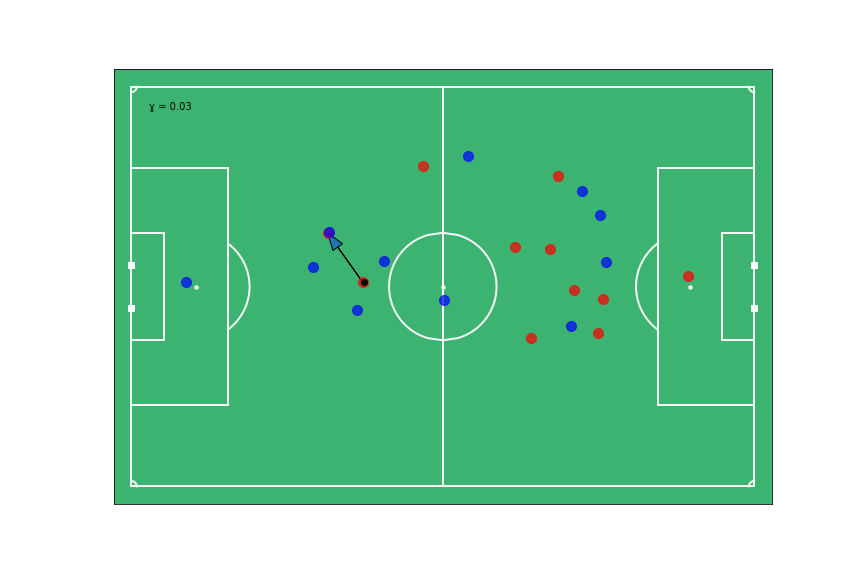 ɣ = 0.03